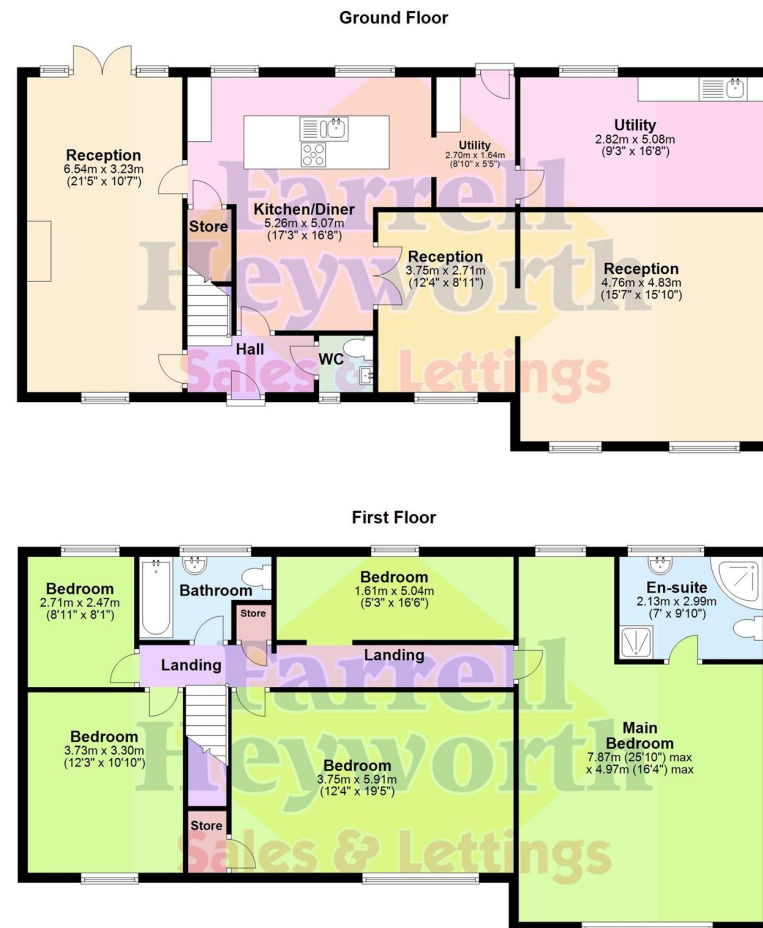 Ground Floor
Reception
6.54m x 3.23m
(21'5" x 10'7")
Kitchen/Diner
5.26m x 5.07m
(17'3" x 16'8")
Store
Utility
2.70m x 1.64m
(8'10" x 5'5")
Utility
2.82m x 5.08m
(9'3" x 16'8")
Reception
3.75m x 2.71m
(12'4" x 8'11")
Reception
4.76m x 4.83m
(15'7" x 15'10")
Hall
WC
Farrell
Heyworth
Sales & Lettings
First Floor
Bedroom
2.71m x 2.47m
(8'11" x 8'1")
Bathroom
Store
Bedroom
1.61m x 5.04m
(5'3" x 16'6")
En-suite
2.13m x 2.99m
(7' x 9'10")
Landing
Landing
Bedroom
3.73m x 3.30m
(12'3" x 10'10")
Bedroom
3.75m x 5.91m
(12'4" x 19'5")
Main
Bedroom
7.87m (25'10") max
x 4.97m (16'4") max
Store
Farrell
Heyworth
Sales & Lettings